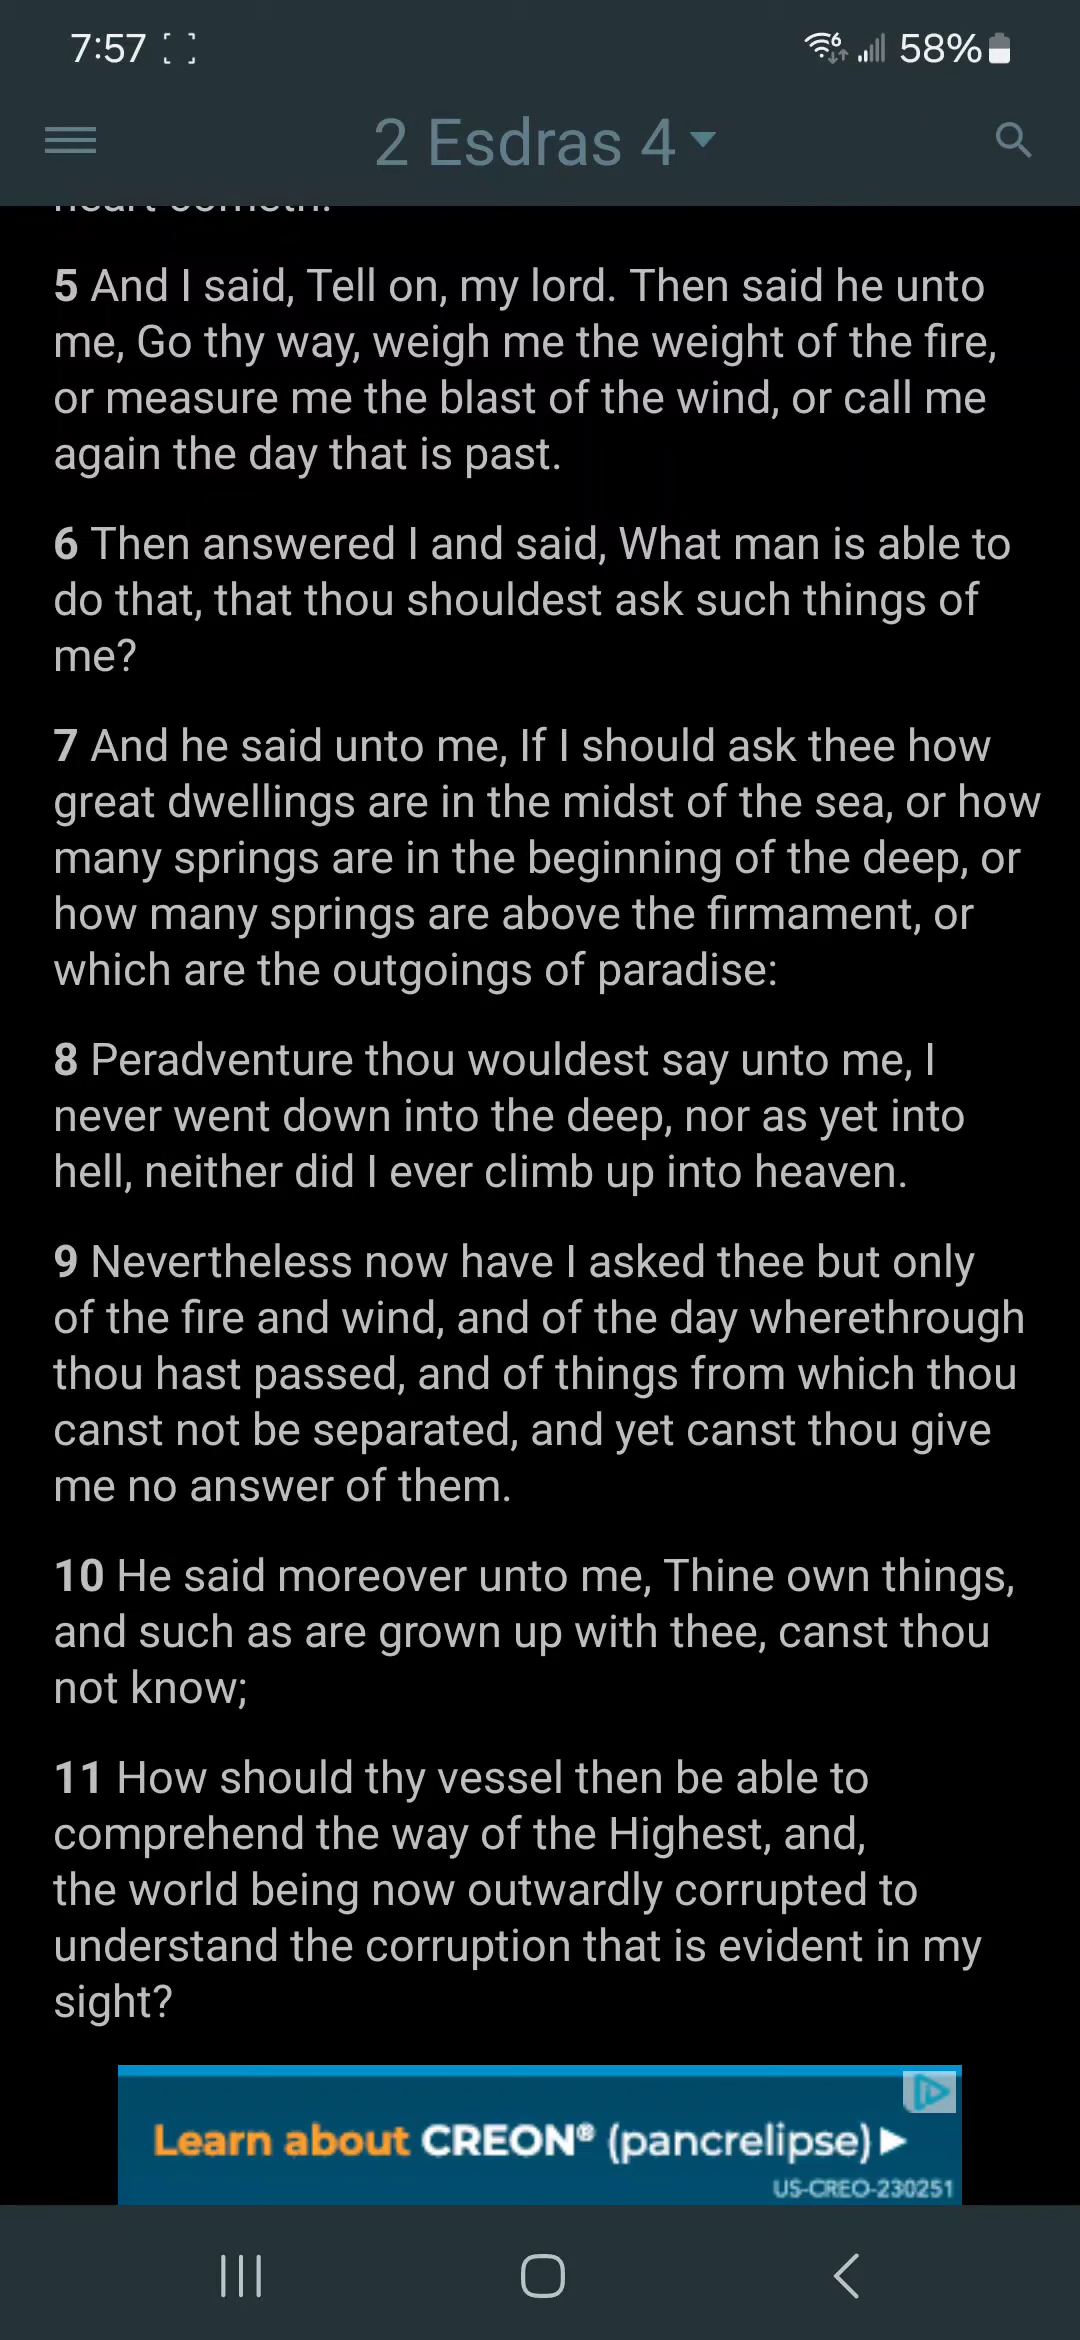 7:57
58%
2 Esdras 4
heart cometh.
5 And I said, Tell on, my lord. Then said he unto
me, Go thy way, weigh me the weight of the fire,
or measure me the blast of the wind, or call me
again the day that is past.
6 Then answered I and said, What man is able to
do that, that thou shouldest ask such things of
me?
7 And he said unto me, If I should ask thee how
great dwellings are in the midst of the sea, or how
many springs are in the beginning of the deep, or
how many springs are above the firmament, or
which are the outgoings of paradise:
8 Peradventure thou wouldest say unto me, I
never went down into the deep, nor as yet into
hell, neither did I ever climb up into heaven.
9 Nevertheless now have I asked thee but only
of the fire and wind, and of the day wherethrough
thou hast passed, and of things from which thou
canst not be separated, and yet canst thou give
me no answer of them.
10 He said moreover unto me, Thine own things,
and such as are grown up with thee, canst thou
not know;
11 How should thy vessel then be able to
comprehend the way of the Highest, and,
the world being now outwardly corrupted to
understand the corruption that is evident in my
sight?
Learn about CREON® (pancrelipse)
US-CREO-230251